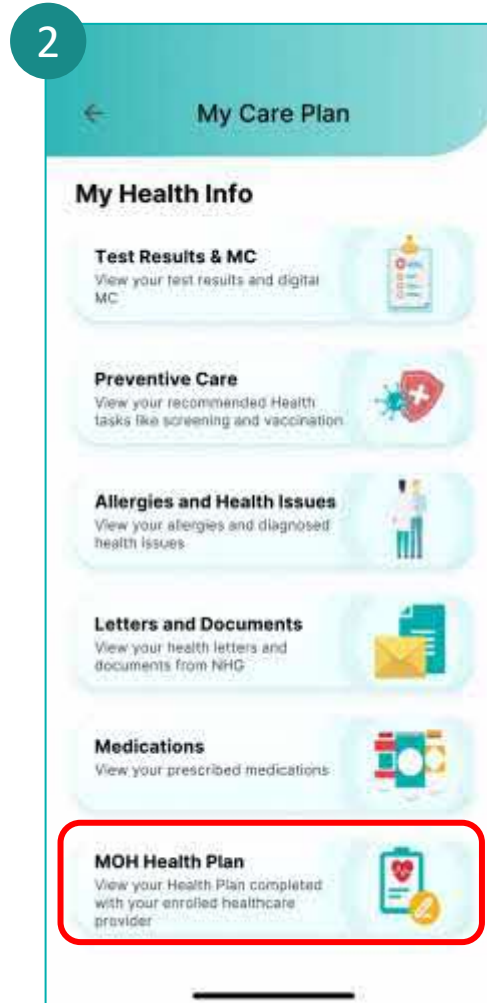 2
My Care Plan
My Health Info
Test Results & MC
View your test results and digital
MC
Preventive Care
View your recommended Health
tasks like screening and vaccination
Allergies and Health Issues
View your allergies and diagnosed
health issues
Letters and Documents
View your health letters and
documents from NHG
Medications
View your prescribed medications
MOH Health Plan
View your Health Plan completed
with your enrolled healthcare
provider